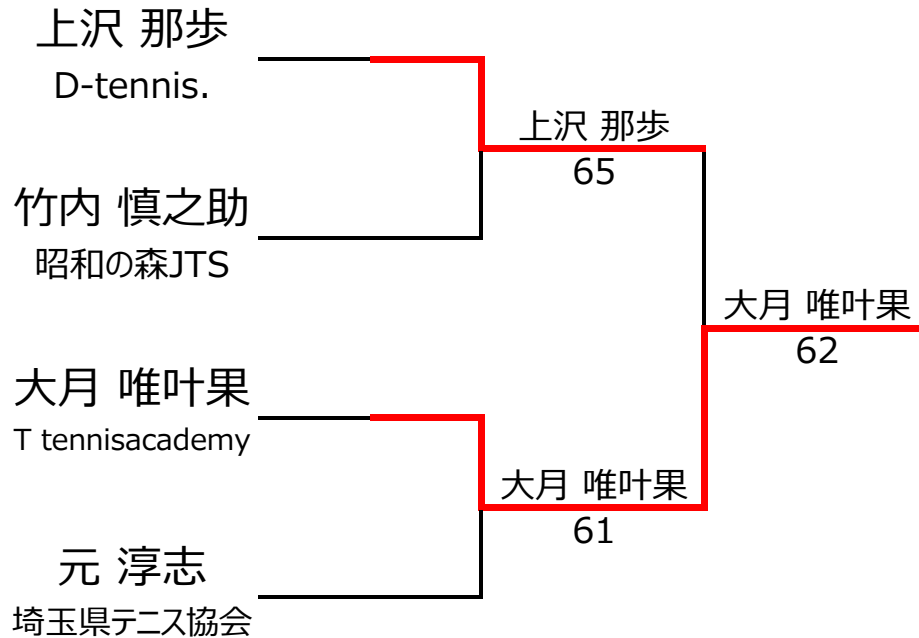 上沢 那歩
D-tennis.
竹内 慎之助
昭和の森JTS
大月 唯叶果
T tennisacademy
元 淳志
埼玉県テニス協会
上沢 那歩
65
大月 唯叶果
61
大月 唯叶果
62